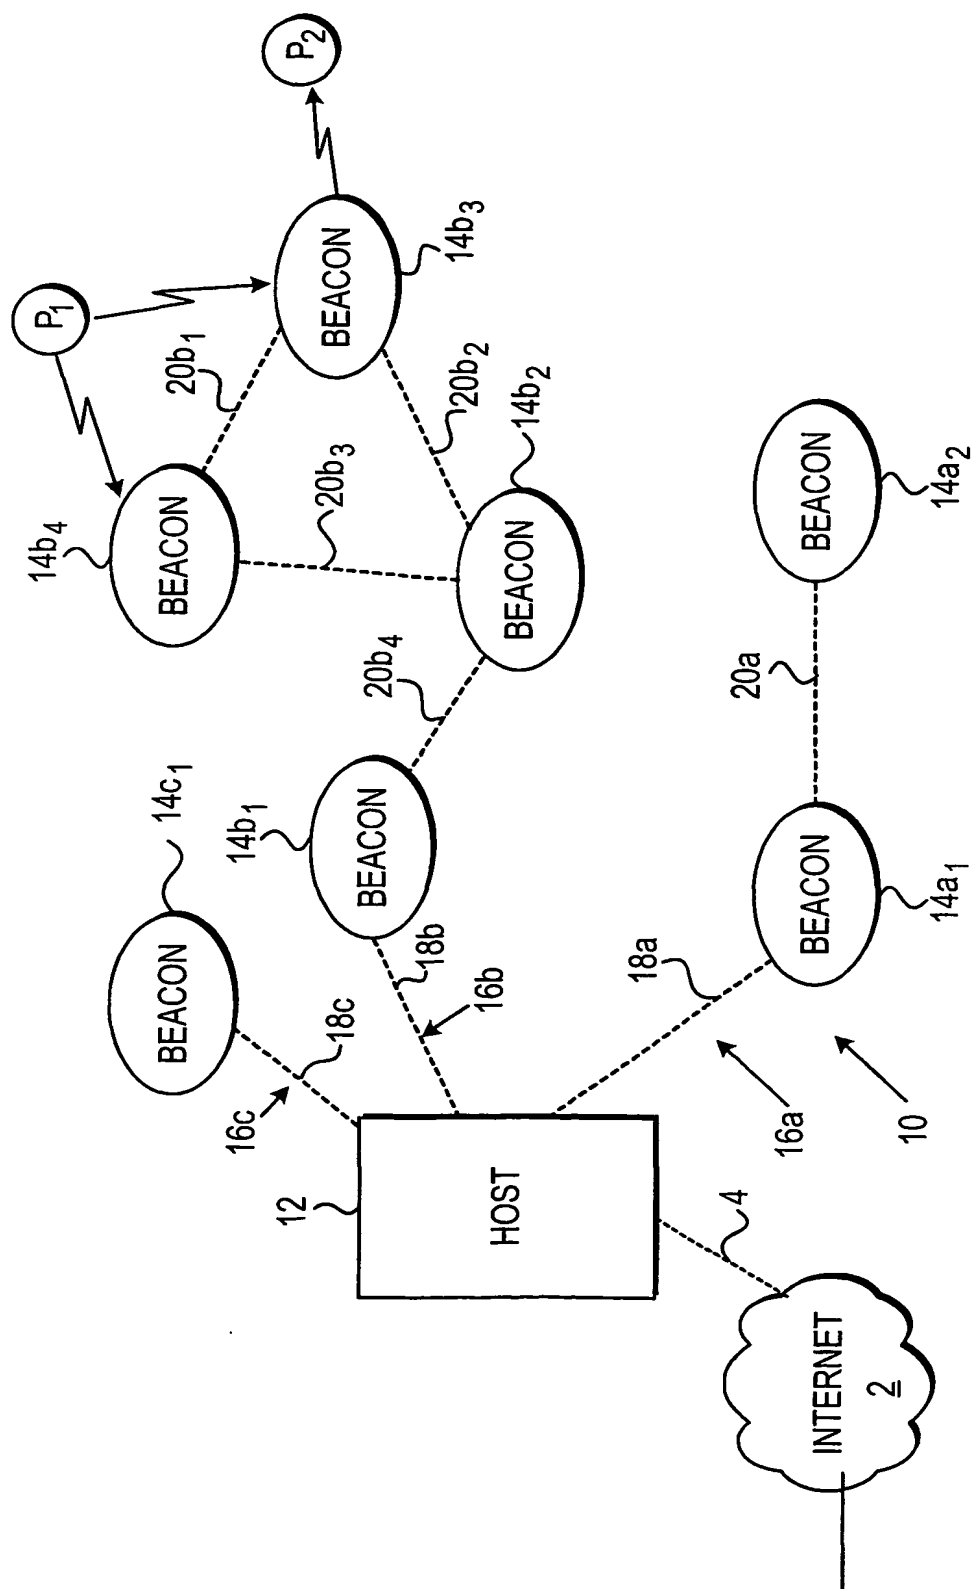 P1
P2
BEACON
14b3
20b1
20b2
BEACON
14b4
20b3
BEACON
14b2
20b4
BEACON
14b1
BEACON
14c1
BEACON
14a2
20a
BEACON
14a1
18a
18b
18c
16a
16b
16c
10
HOST
12
4
INTERNET
2